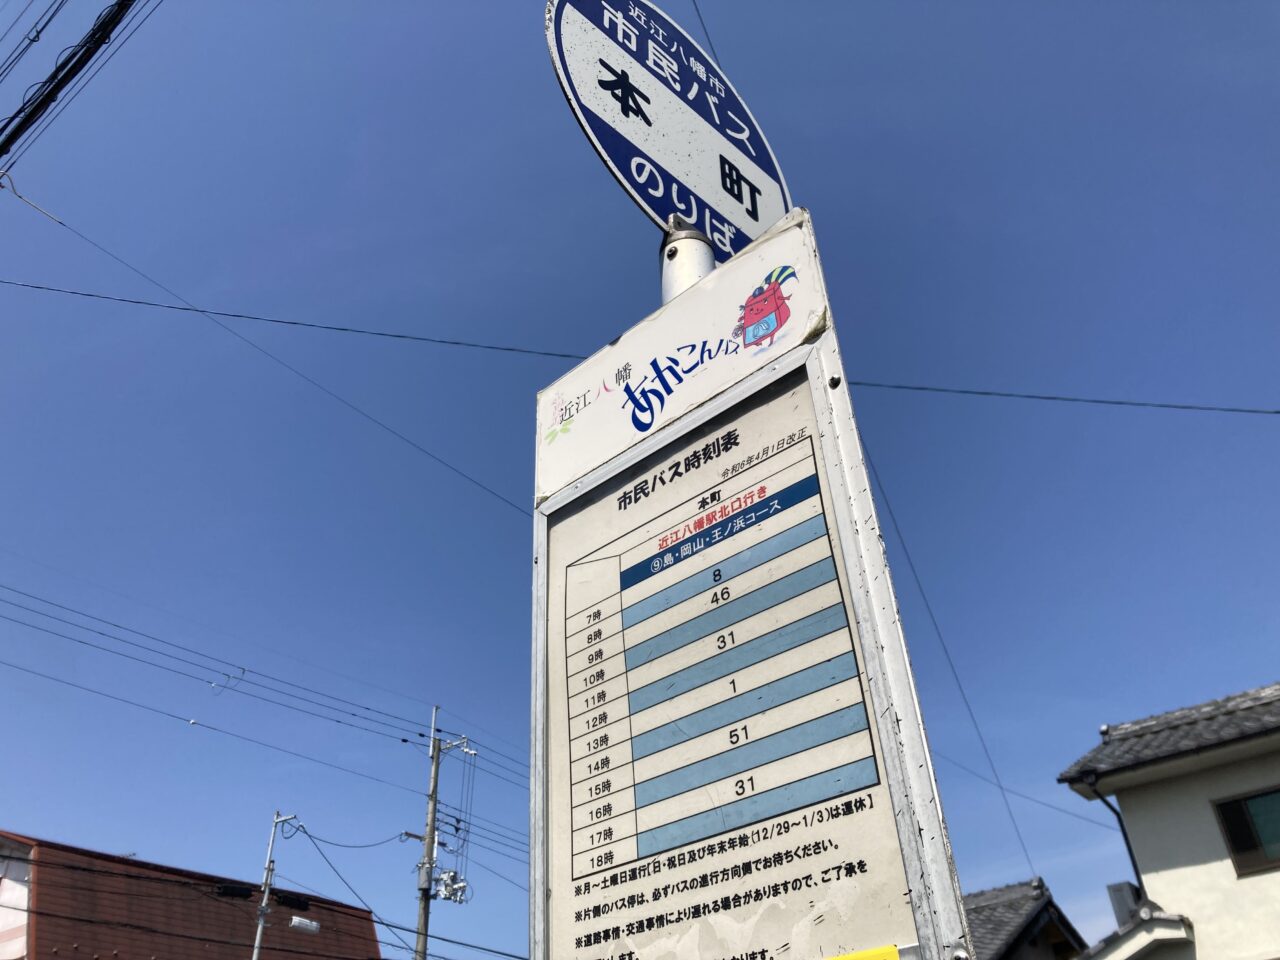 近江八幡市
市民バス
本町
のりば
近江八幡
あかこんバス
市民バス時刻表
令和6年4月1日改正
本町
近江八幡駅北口行き
⑨島・岡山・王ノ浜コース
7時 8
8時 46
9時
10時 31
11時
12時 1
13時
14時 51
15時
16時 31
17時
18時
※月～土曜日運行【日・祝日及び年末年始(12/29～1/3)は運休】
※片側のバス停は、必ずバスの進行方向側でお待ちください。
※道路事情・交通事情により遅れる場合がありますので、ご了承を